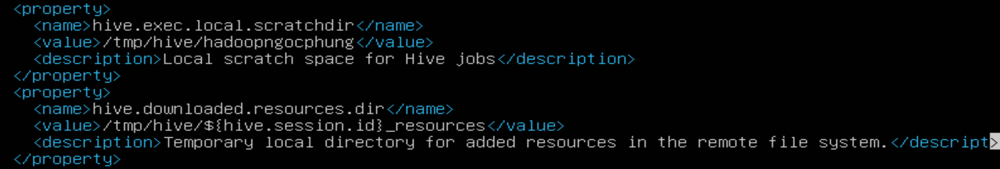 <property>
<name>hive.exec.local.scratchdir</name>
<value>/tmp/hive/hadoopngocphung</value>
<description>Local scratch space for Hive jobs</description>
</property>
<property>
<name>hive.downloaded.resources.dir</name>
<value>/tmp/hive/${hive.session.id}_resources</value>
<description>Temporary local directory for added resources in the remote file system.</descript>
</property>